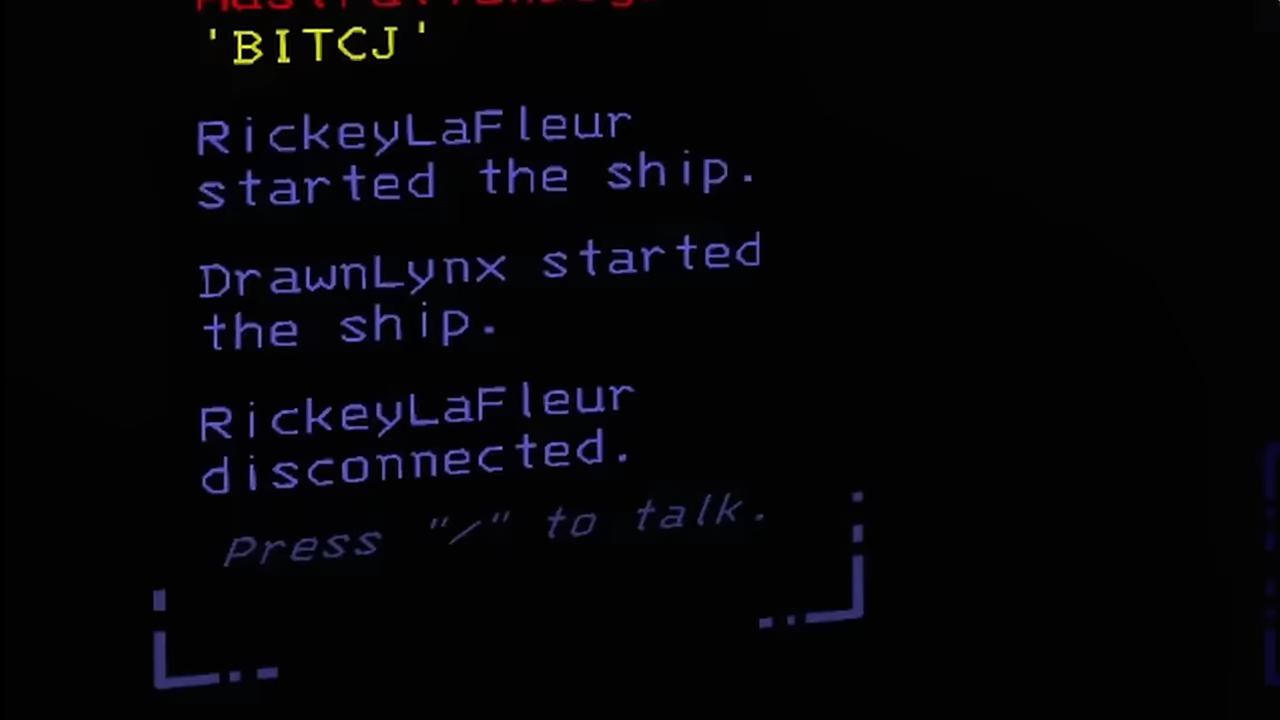 'BITCJ'
RickeyLaFleur
started the ship.
DrawnLynx started
the ship.
RickeyLaFleur
disconnected.
Press "/" to talk.